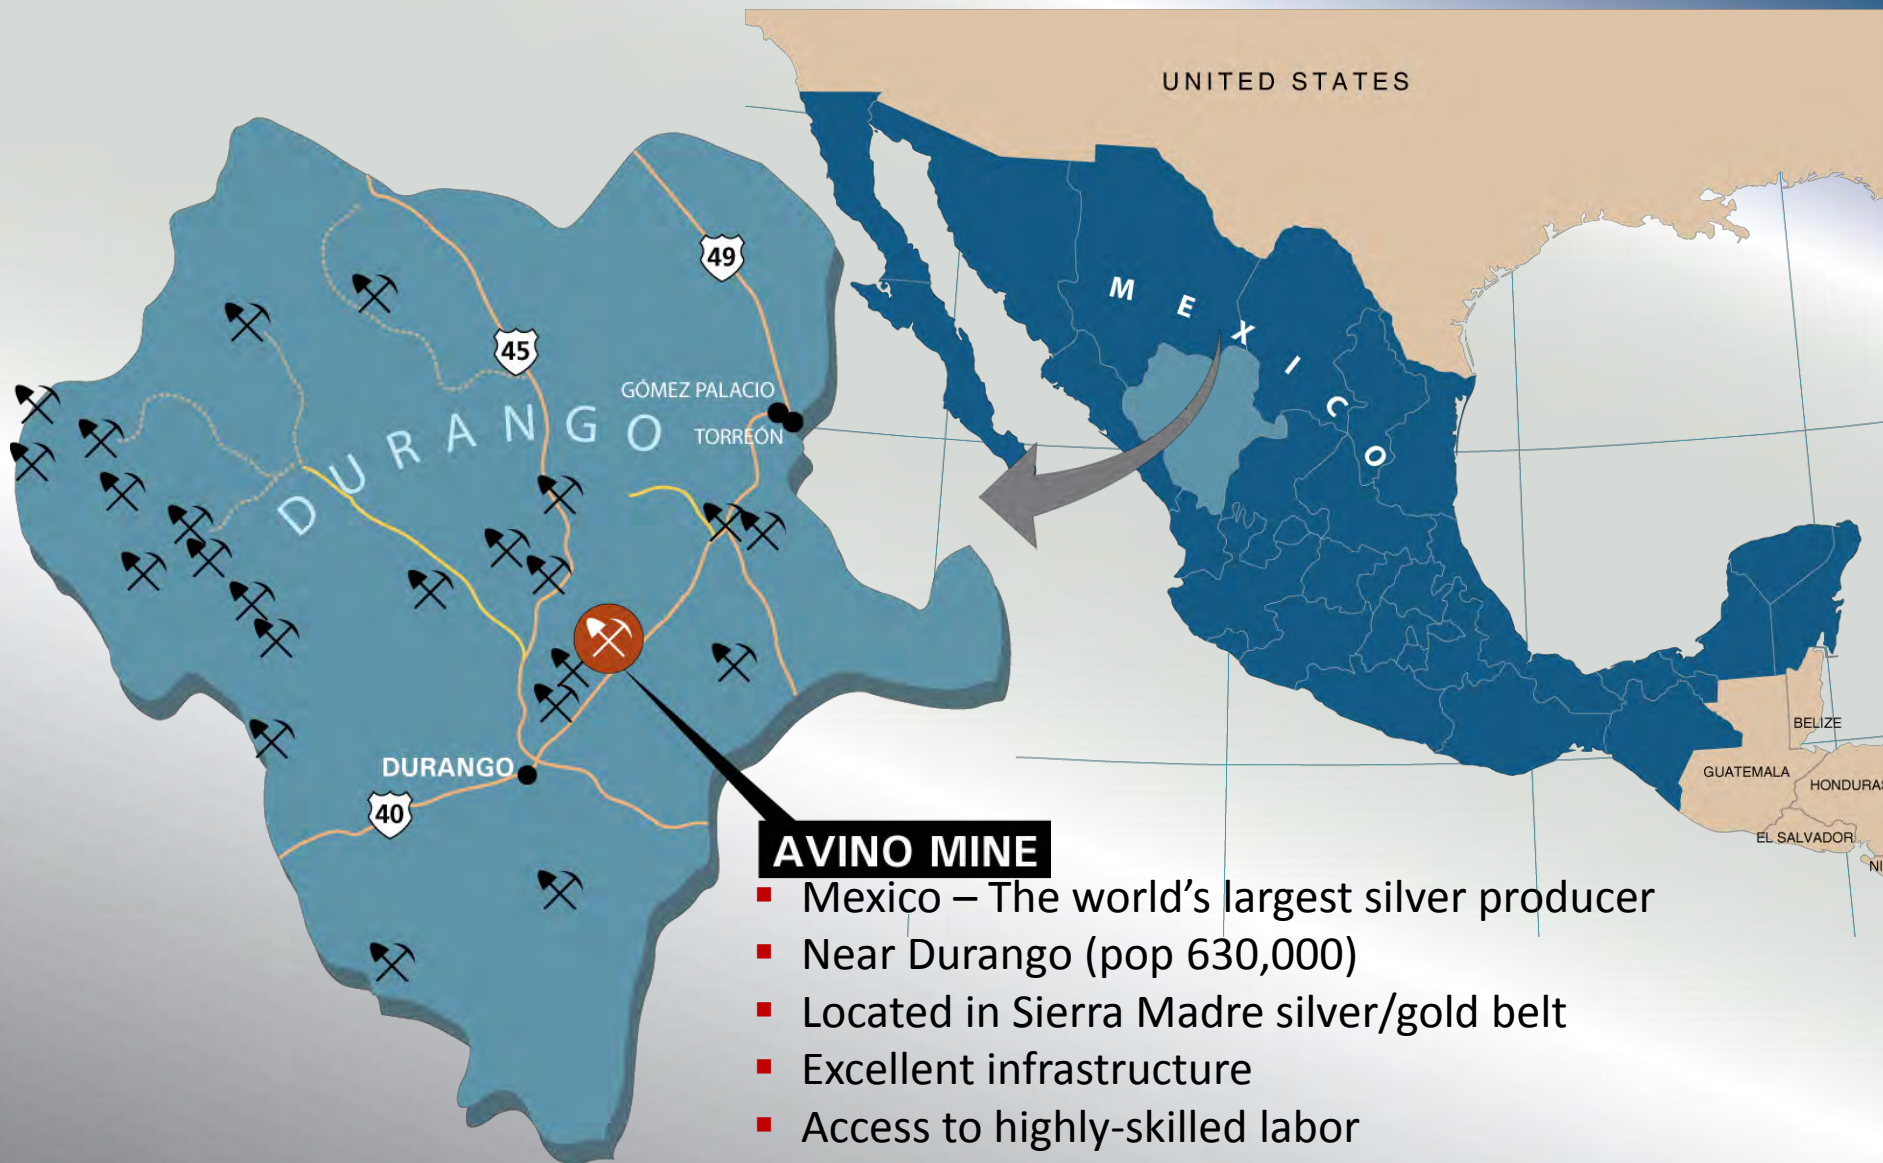 UNITED STATES
MEXICO
49
45
GÓMEZ PALACIO
TORREÓN
DURANGO
DURANGO
40
BELIZE
GUATEMALA
HONDURAS
EL SALVADOR
NI
AVINO MINE
▪ Mexico – The world’s largest silver producer
▪ Near Durango (pop 630,000)
▪ Located in Sierra Madre silver/gold belt
▪ Excellent infrastructure
▪ Access to highly-skilled labor